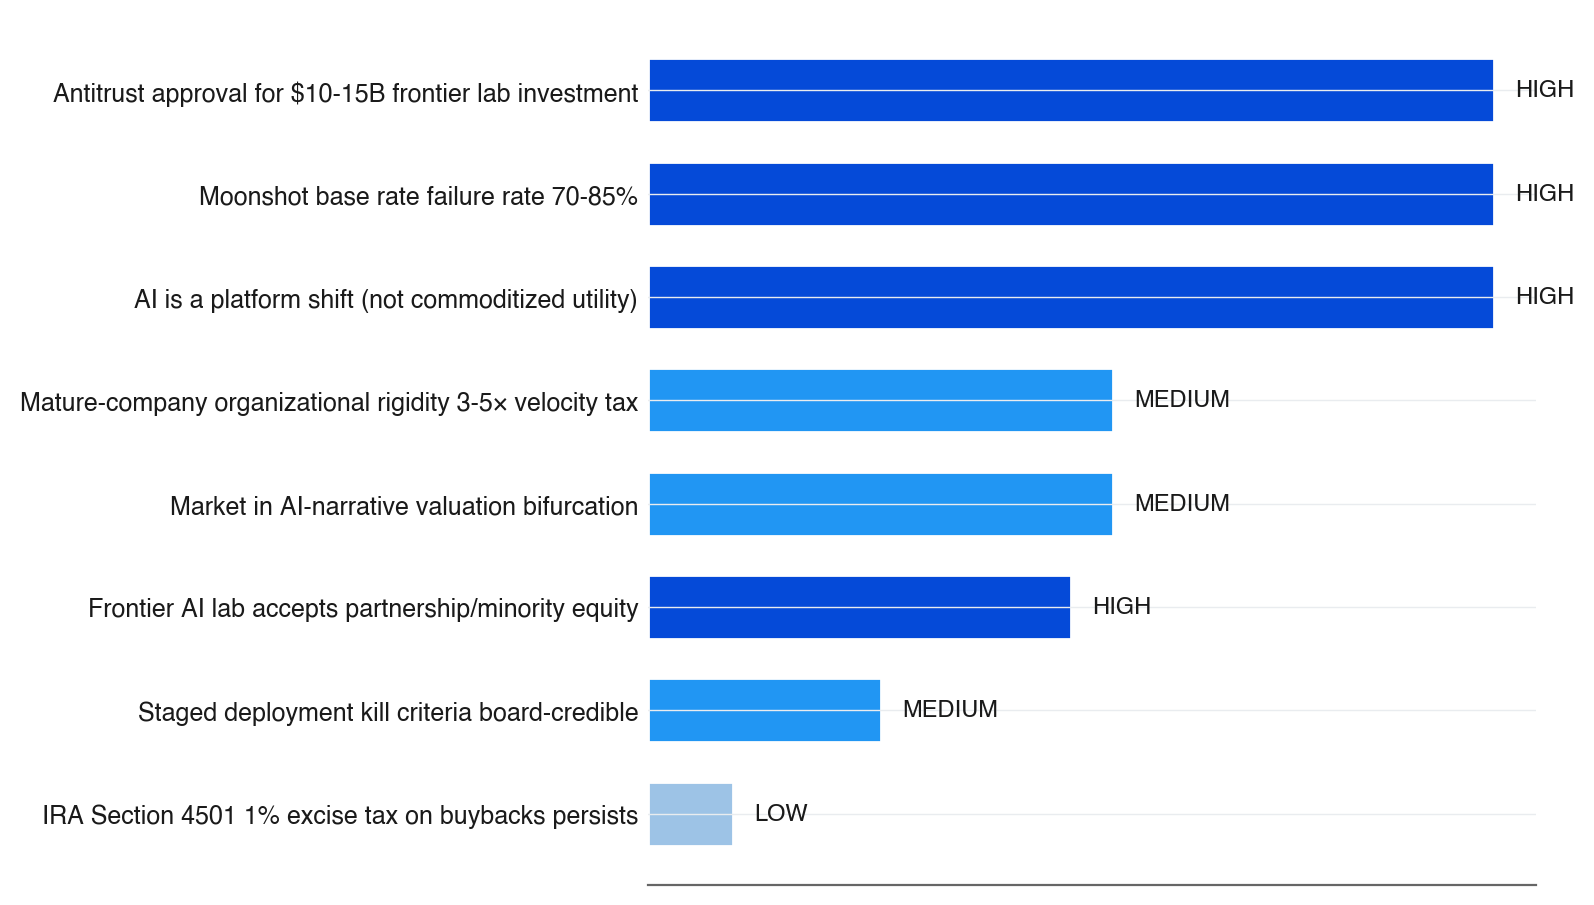 Antitrust approval for $10-15B frontier lab investment HIGH
Moonshot base rate failure rate 70-85% HIGH
AI is a platform shift (not commoditized utility) HIGH
Mature-company organizational rigidity 3-5× velocity tax MEDIUM
Market in AI-narrative valuation bifurcation MEDIUM
Frontier AI lab accepts partnership/minority equity HIGH
Staged deployment kill criteria board-credible MEDIUM
IRA Section 4501 1% excise tax on buybacks persists LOW